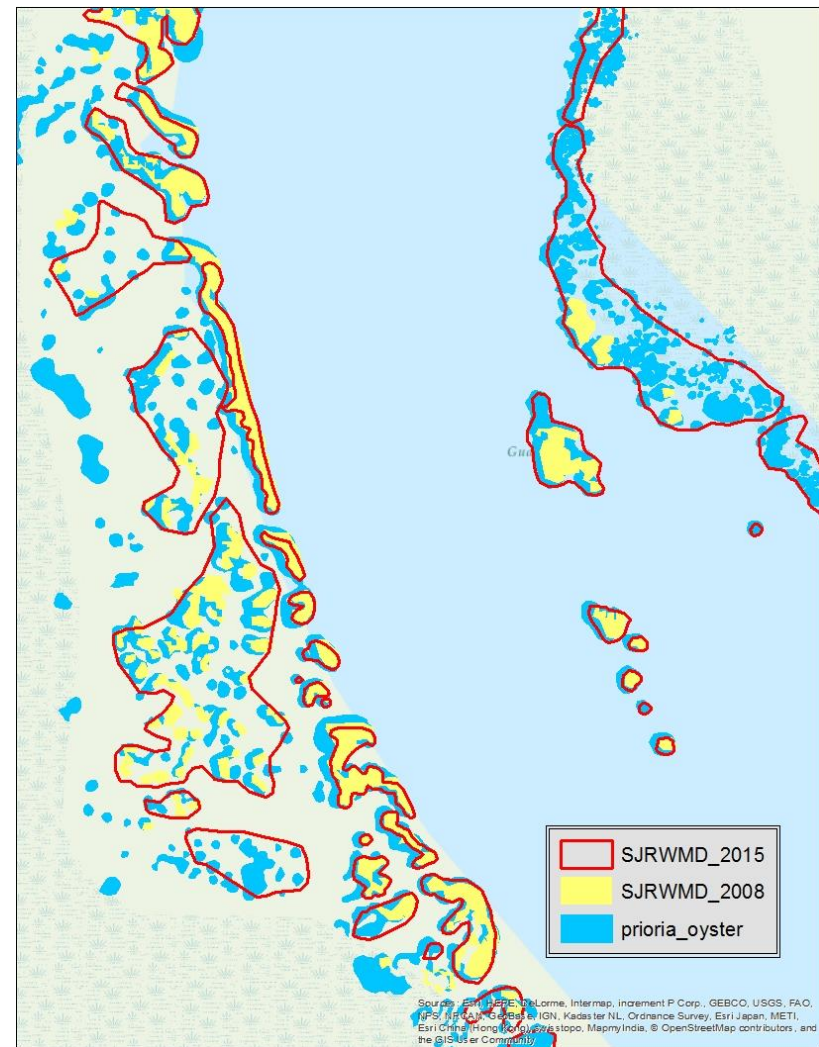 Gua
SJRWMD_2015
SJRWMD_2008
prioria_oyster
Sources: Esri, HERE, DeLorme, Intermap, increment P Corp., GEBCO, USGS, FAO,
NPS, NRCAN, GeoBase, IGN, Kadaster NL, Ordnance Survey, Esri Japan, METI,
Esri China (Hong Kong), swisstopo, MapmyIndia, © OpenStreetMap contributors, and
the GIS User Community